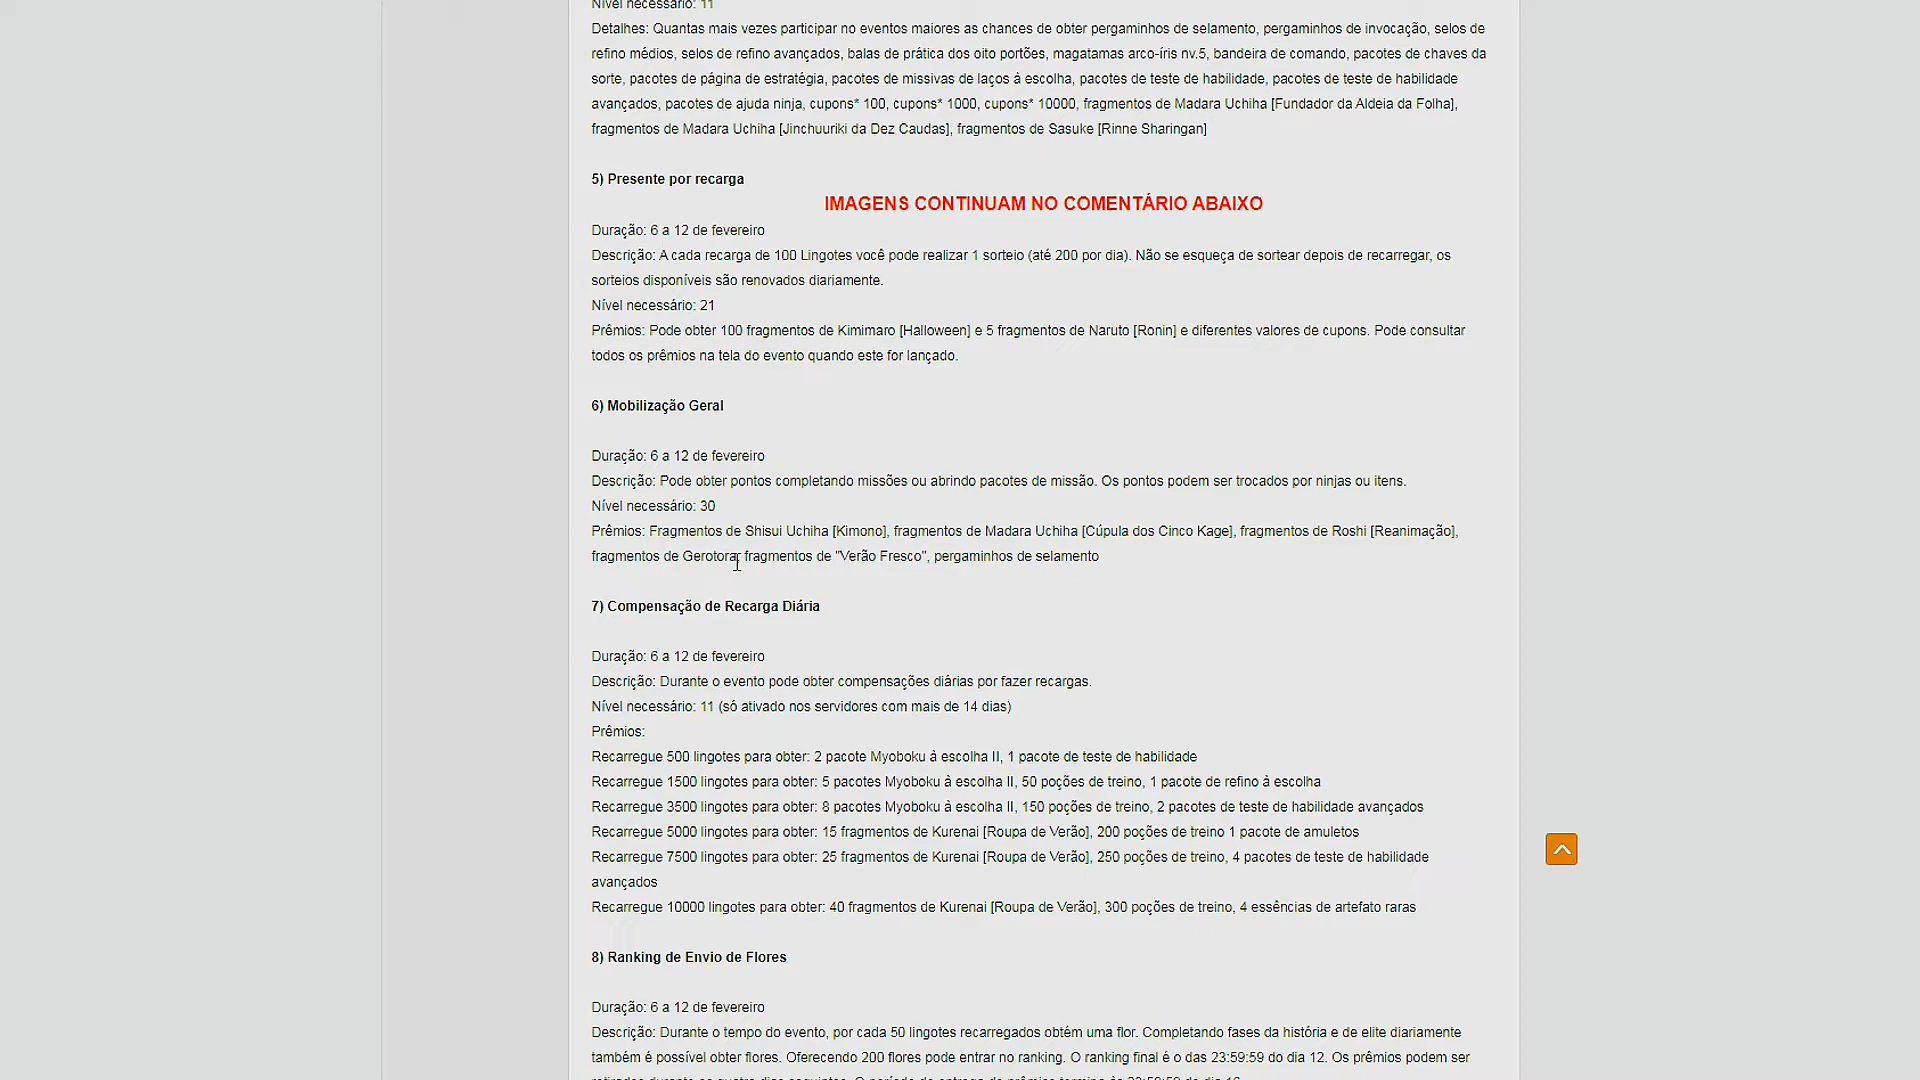 Nível necessário: 11
Detalhes: Quantas mais vezes participar no eventos maiores as chances de obter pergaminhos de selamento, pergaminhos de invocação, selos de
refino médios, selos de refino avançados, balas de prática dos oito portões, magatamas arco-íris nv.5, bandeira de comando, pacotes de chaves da
sorte, pacotes de página de estratégia, pacotes de missivas de laços à escolha, pacotes de teste de habilidade, pacotes de teste de habilidade
avançados, pacotes de ajuda ninja, cupons* 100, cupons* 1000, cupons* 10000, fragmentos de Madara Uchiha [Fundador da Aldeia da Folha],
fragmentos de Madara Uchiha [Jinchuuriki da Dez Caudas], fragmentos de Sasuke [Rinne Sharingan]
5) Presente por recarga
IMAGENS CONTINUAM NO COMENTÁRIO ABAIXO
Duração: 6 a 12 de fevereiro
Descrição: A cada recarga de 100 Lingotes você pode realizar 1 sorteio (até 200 por dia). Não se esqueça de sortear depois de recarregar, os
sorteios disponíveis são renovados diariamente.
Nível necessário: 21
Prêmios: Pode obter 100 fragmentos de Kimimaro [Halloween] e 5 fragmentos de Naruto [Ronin] e diferentes valores de cupons. Pode consultar
todos os prêmios na tela do evento quando este for lançado.
6) Mobilização Geral
Duração: 6 a 12 de fevereiro
Descrição: Pode obter pontos completando missões ou abrindo pacotes de missão. Os pontos podem ser trocados por ninjas ou itens.
Nível necessário: 30
Prêmios: Fragmentos de Shisui Uchiha [Kimono], fragmentos de Madara Uchiha [Cúpula dos Cinco Kage], fragmentos de Roshi [Reanimação],
fragmentos de Gerotora, fragmentos de "Verão Fresco", pergaminhos de selamento
7) Compensação de Recarga Diária
Duração: 6 a 12 de fevereiro
Descrição: Durante o evento pode obter compensações diárias por fazer recargas.
Nível necessário: 11 (só ativado nos servidores com mais de 14 dias)
Prêmios:
Recarregue 500 lingotes para obter: 2 pacote Myoboku à escolha II, 1 pacote de teste de habilidade
Recarregue 1500 lingotes para obter: 5 pacotes Myoboku à escolha II, 50 poções de treino, 1 pacote de refino à escolha
Recarregue 3500 lingotes para obter: 8 pacotes Myoboku à escolha II, 150 poções de treino, 2 pacotes de teste de habilidade avançados
Recarregue 5000 lingotes para obter: 15 fragmentos de Kurenai [Roupa de Verão], 200 poções de treino 1 pacote de amuletos
Recarregue 7500 lingotes para obter: 25 fragmentos de Kurenai [Roupa de Verão], 250 poções de treino, 4 pacotes de teste de habilidade
avançados
Recarregue 10000 lingotes para obter: 40 fragmentos de Kurenai [Roupa de Verão], 300 poções de treino, 4 essências de artefato raras
8) Ranking de Envio de Flores
Duração: 6 a 12 de fevereiro
Descrição: Durante o tempo do evento, por cada 50 lingotes recarregados obtém uma flor. Completando fases da história e de elite diariamente
também é possível obter flores. Oferecendo 200 flores pode entrar no ranking. O ranking final é o das 23:59:59 do dia 12. Os prêmios podem ser